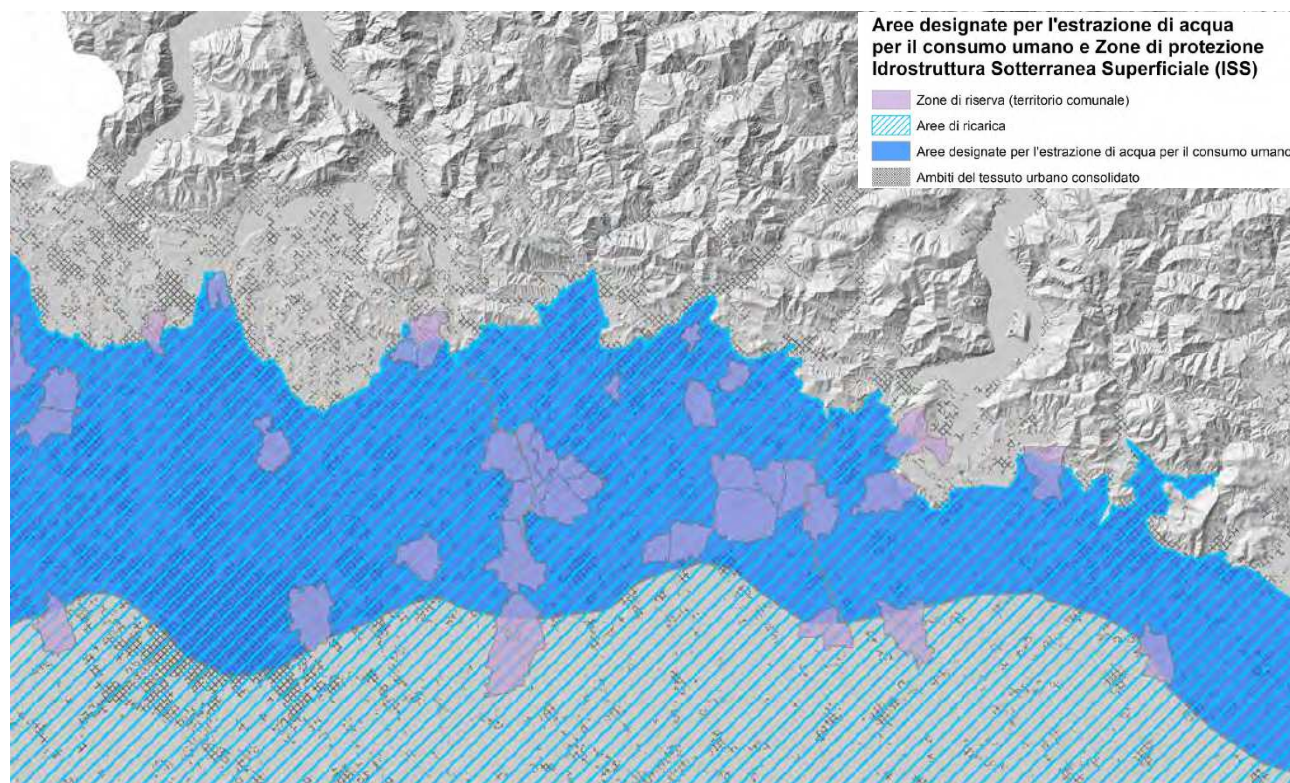 Aree designate per l'estrazione di acqua
per il consumo umano e Zone di protezione
Idrostruttura Sotterranea Superficiale (ISS)
Zone di riserva (territorio comunale)
Aree di ricarica
Aree designate per l'estrazione di acqua per il consumo umano
Ambiti del tessuto urbano consolidato